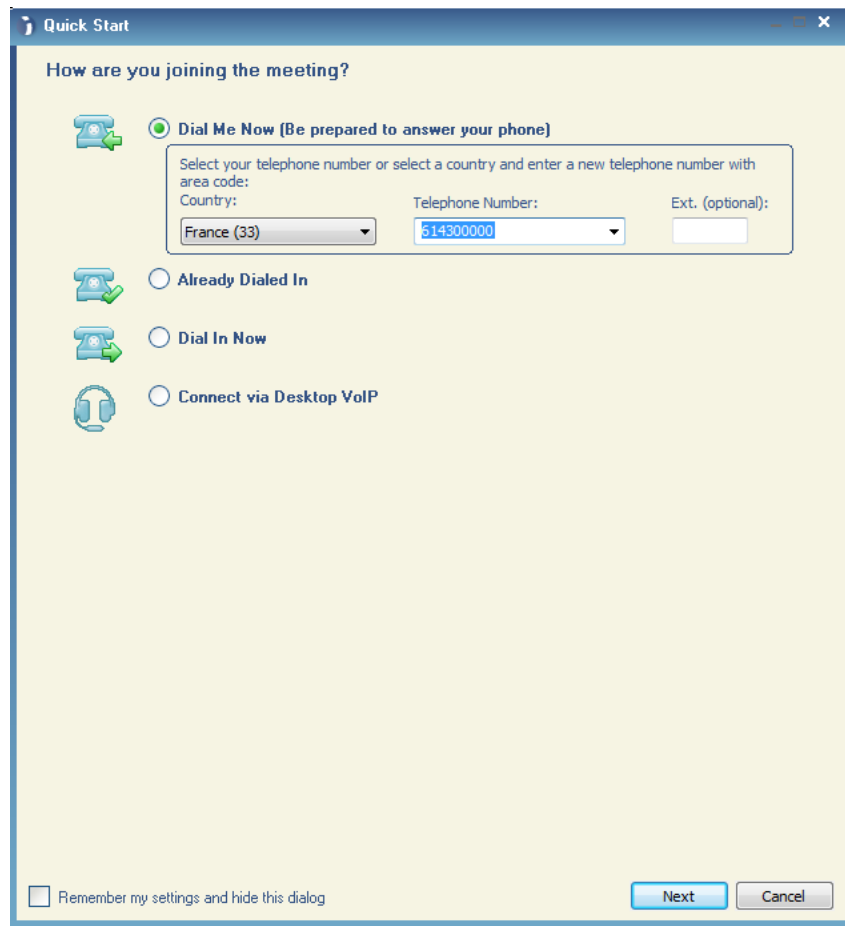 Quick Start
How are you joining the meeting?
Dial Me Now (Be prepared to answer your phone)
Select your telephone number or select a country and enter a new telephone number with
area code:
Country:
Telephone Number:
Ext. (optional):
France (33)
614300000
Already Dialed In
Dial In Now
Connect via Desktop VoIP
Remember my settings and hide this dialog
Next
Cancel